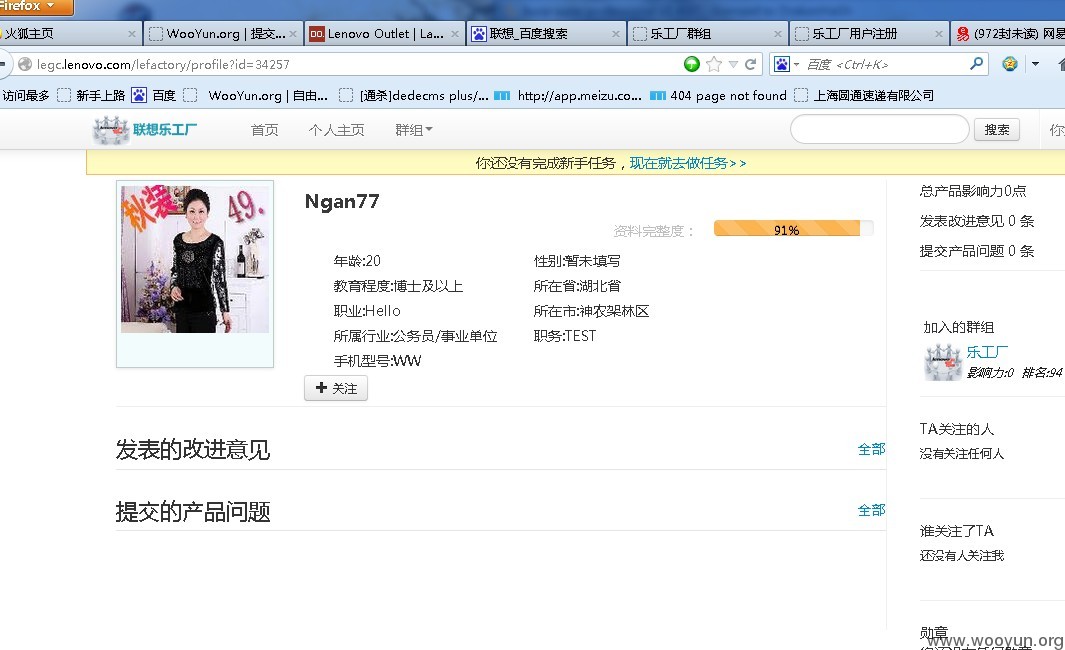 Firefox
火狐主页 WooYun.org | 提交... Lenovo Outlet | La... 联想_百度搜索 乐工厂群组 乐工厂用户注册 (972封未读) 网易
legc.lenovo.com/lefactory/profile?id=34257 百度 <Ctrl+K>
访问最多 新手上路 百度 WooYun.org | 自由... [通杀]dedecms plus/... http://app.meizu.co... 404 page not found 上海圆通速递有限公司
联想乐工厂 首页 个人主页 群组 搜索
你还没有完成新手任务，现在就去做任务>>
秋装 49.
Ngan77
资料完整度： 91%
年龄:20 性别:暂未填写
教育程度:博士及以上 所在省:湖北省
职业:Hello 所在市:神农架林区
所属行业:公务员/事业单位 职务:TEST
手机型号:WW
+ 关注
发表的改进意见 全部
提交的产品问题 全部
总产品影响力0点
发表改进意见 0 条
提交产品问题 0 条
加入的群组
乐工厂
影响力:0 排名:94
TA关注的人
没有关注任何人
谁关注了TA
还没有人关注我
勋章
www.wooyun.org